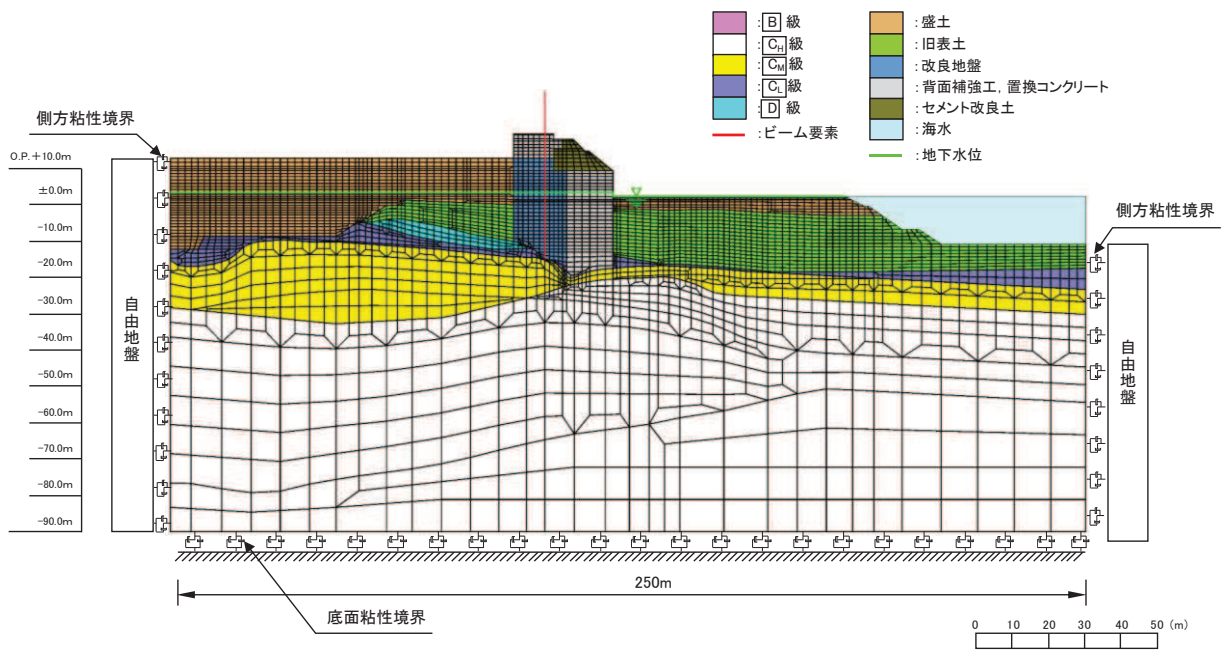 B 級
CH 級
CM 級
CL 級
D 級
:ビーム要素
:盛土
:旧表土
:改良地盤
:背面補強工, 置換コンクリート
:セメント改良土
:海水
:地下水位
側方粘性境界
O.P.+10.0m
±0.0m
-10.0m
-20.0m
-30.0m
-40.0m
-50.0m
-60.0m
-70.0m
-80.0m
-90.0m
自由地盤
側方粘性境界
自由地盤
250m
底面粘性境界
0 10 20 30 40 50 (m)